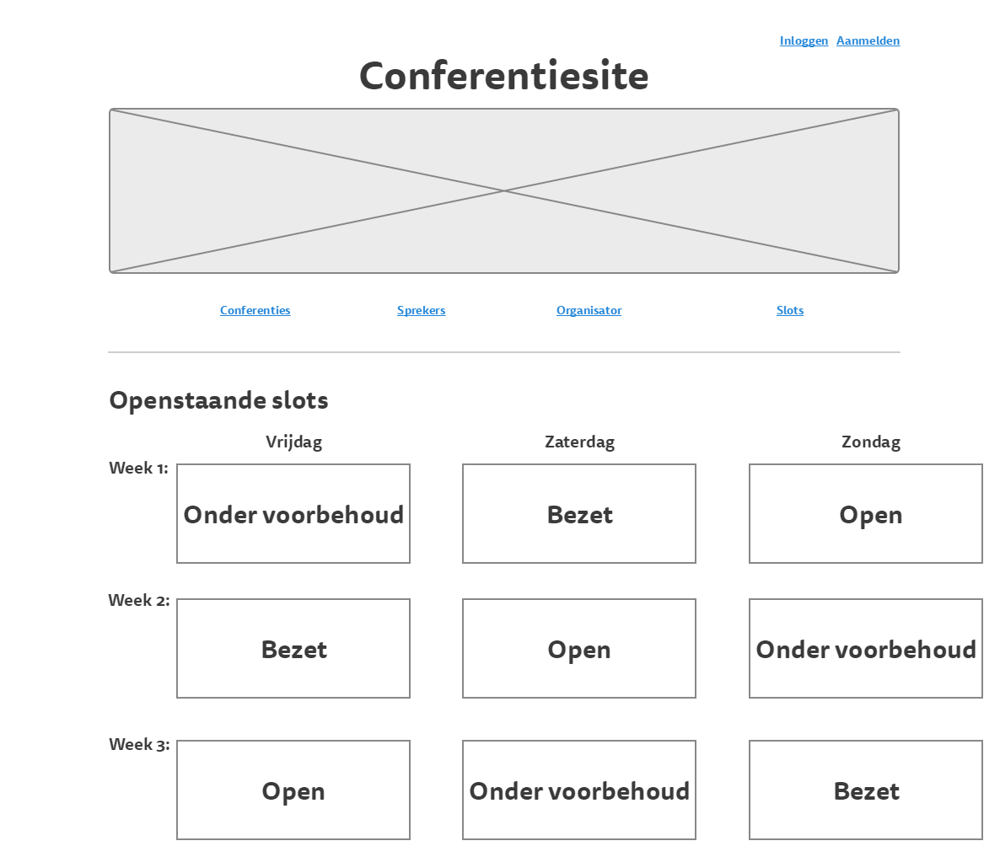 Inloggen Aanmelden
Conferentiesite
Conferenties Sprekers Organisator Slots
Openstaande slots
Vrijdag Zaterdag Zondag
Week 1:
Onder voorbehoud Bezet Open
Week 2:
Bezet Open Onder voorbehoud
Week 3:
Open Onder voorbehoud Bezet